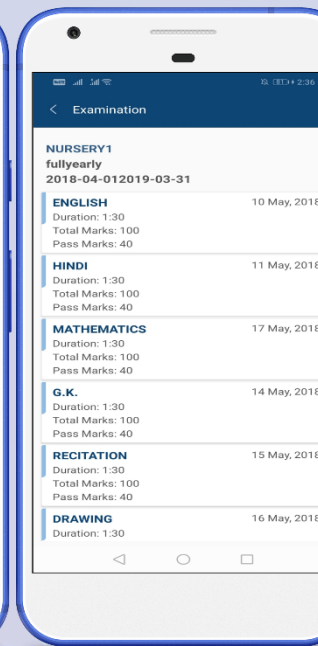 2:36
Examination
NURSERY1
fullyearly
2018-04-012019-03-31
ENGLISH 10 May, 2018
Duration: 1:30
Total Marks: 100
Pass Marks: 40
HINDI 11 May, 2018
Duration: 1:30
Total Marks: 100
Pass Marks: 40
MATHEMATICS 17 May, 2018
Duration: 1:30
Total Marks: 100
Pass Marks: 40
G.K. 14 May, 2018
Duration: 1:30
Total Marks: 100
Pass Marks: 40
RECITATION 15 May, 2018
Duration: 1:30
Total Marks: 100
Pass Marks: 40
DRAWING 16 May, 2018
Duration: 1:30